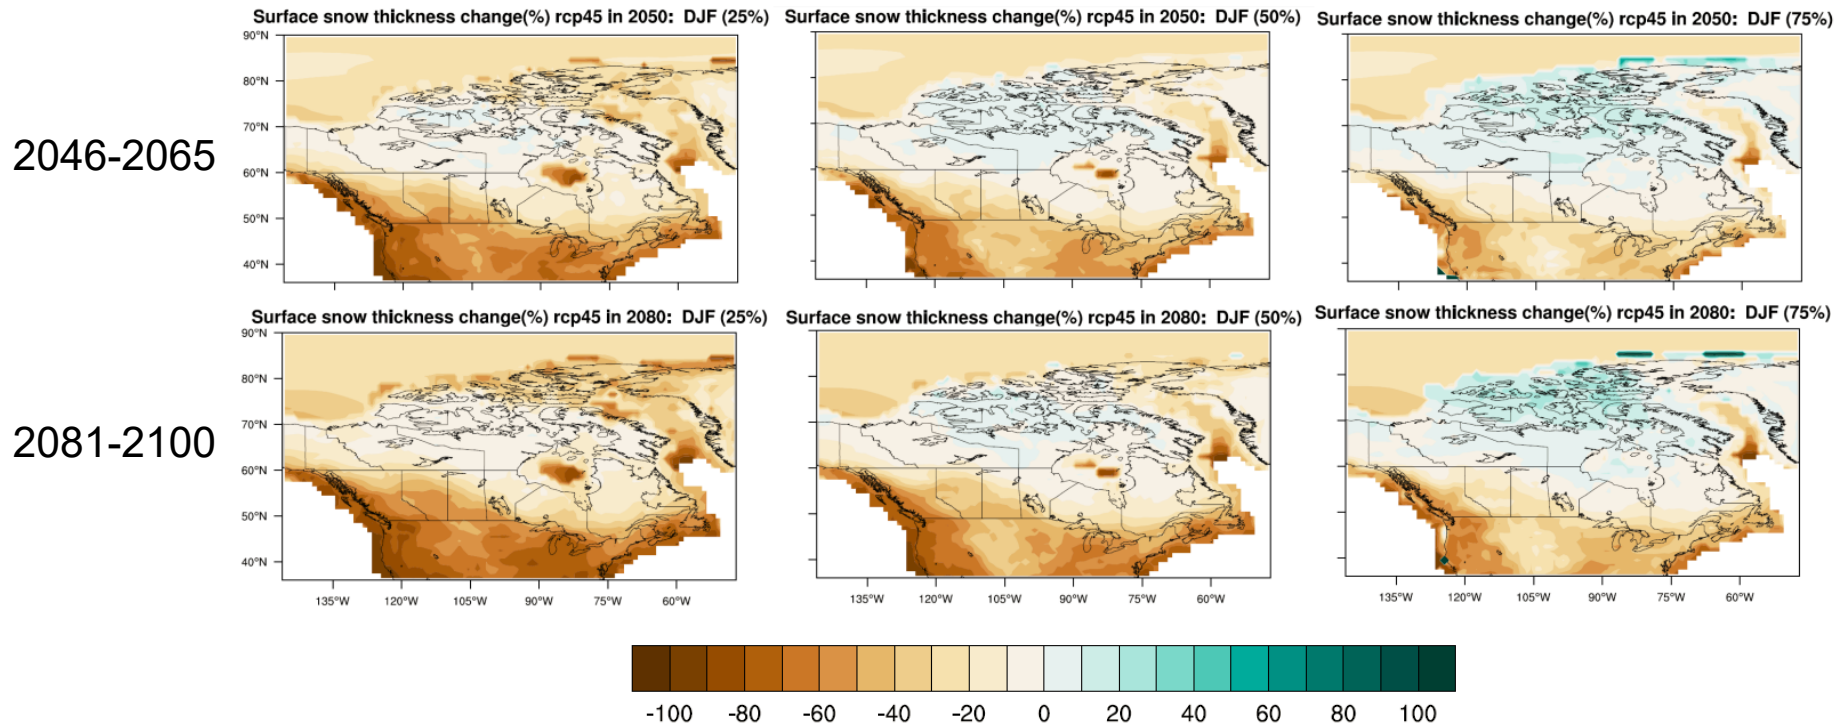 Surface snow thickness change(%) rcp45 in 2050: DJF (25%)
Surface snow thickness change(%) rcp45 in 2050: DJF (50%)
Surface snow thickness change(%) rcp45 in 2050: DJF (75%)
90°N
80°N
70°N
60°N
50°N
40°N
2046-2065
Surface snow thickness change(%) rcp45 in 2080: DJF (25%)
Surface snow thickness change(%) rcp45 in 2080: DJF (50%)
Surface snow thickness change(%) rcp45 in 2080: DJF (75%)
90°N
80°N
70°N
60°N
50°N
40°N
2081-2100
135°W 120°W 105°W 90°W 75°W 60°W
135°W 120°W 105°W 90°W 75°W 60°W
135°W 120°W 105°W 90°W 75°W 60°W
-100 -80 -60 -40 -20 0 20 40 60 80 100